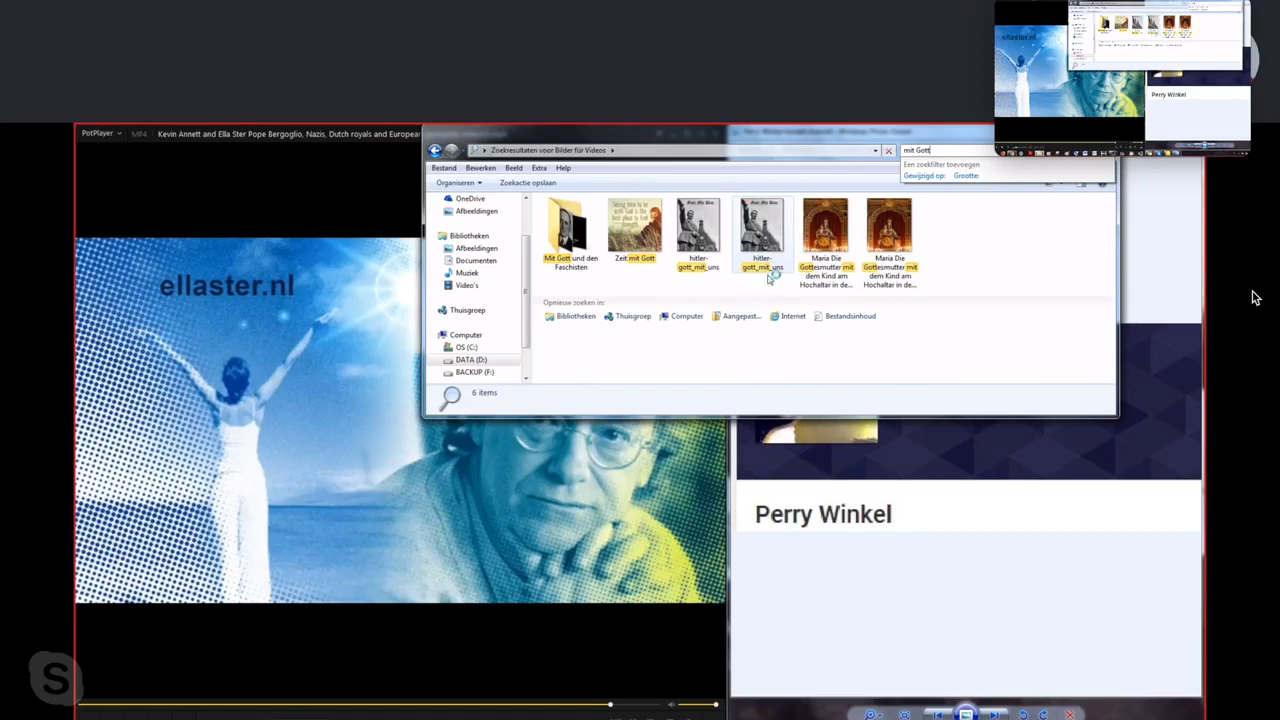 PotPlayer
MP4
Kevin Annett and Ella Ster Pope Bergoglio, Nazis, Dutch royals and Europear
Zoekresultaten voor Bilder für Videos
mit Gott
Een zoekfilter toevoegen
Gewijzigd op: Grootte:
Bestand Bewerken Beeld Extra Help
Organiseren Zoekactie opslaan
OneDrive
Afbeeldingen
Bibliotheken
Afbeeldingen
Documenten
Muziek
Video's
Thuisgroep
Computer
OS (C:)
DATA (D:)
BACKUP (F:)
Mit Gott und den
Faschisten
Zeit mit Gott
hitler-
gott_mit_uns
hitler-
gott_mit_uns
Maria Die
Gottesmutter mit
dem Kind am
Hochaltar in de...
Maria Die
Gottesmutter mit
dem Kind am
Hochaltar in de...
Opnieuw zoeken in:
Bibliotheken Thuisgroep Computer Aangepast... Internet Bestandsinhoud
6 items
ellaster.nl
Perry Winkel
ellaster.nl
Perry Winkel
S